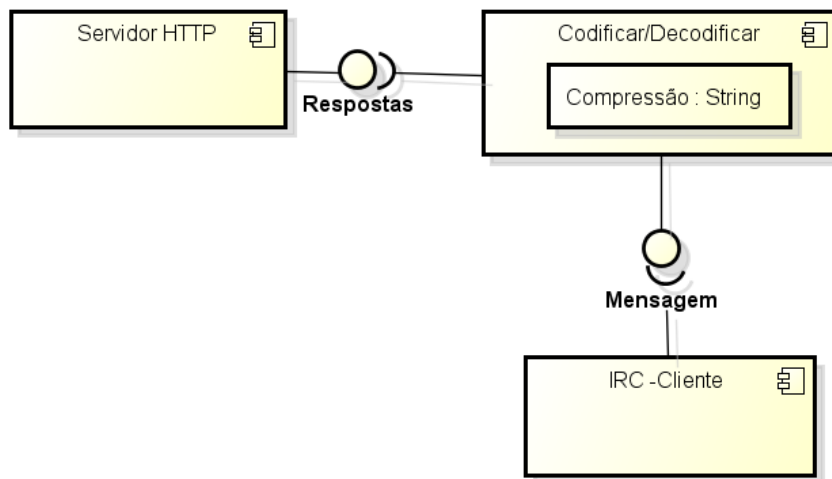 Servidor HTTP
Codificar/Decodificar
Compressão : String
Respostas
Mensagem
IRC -Cliente